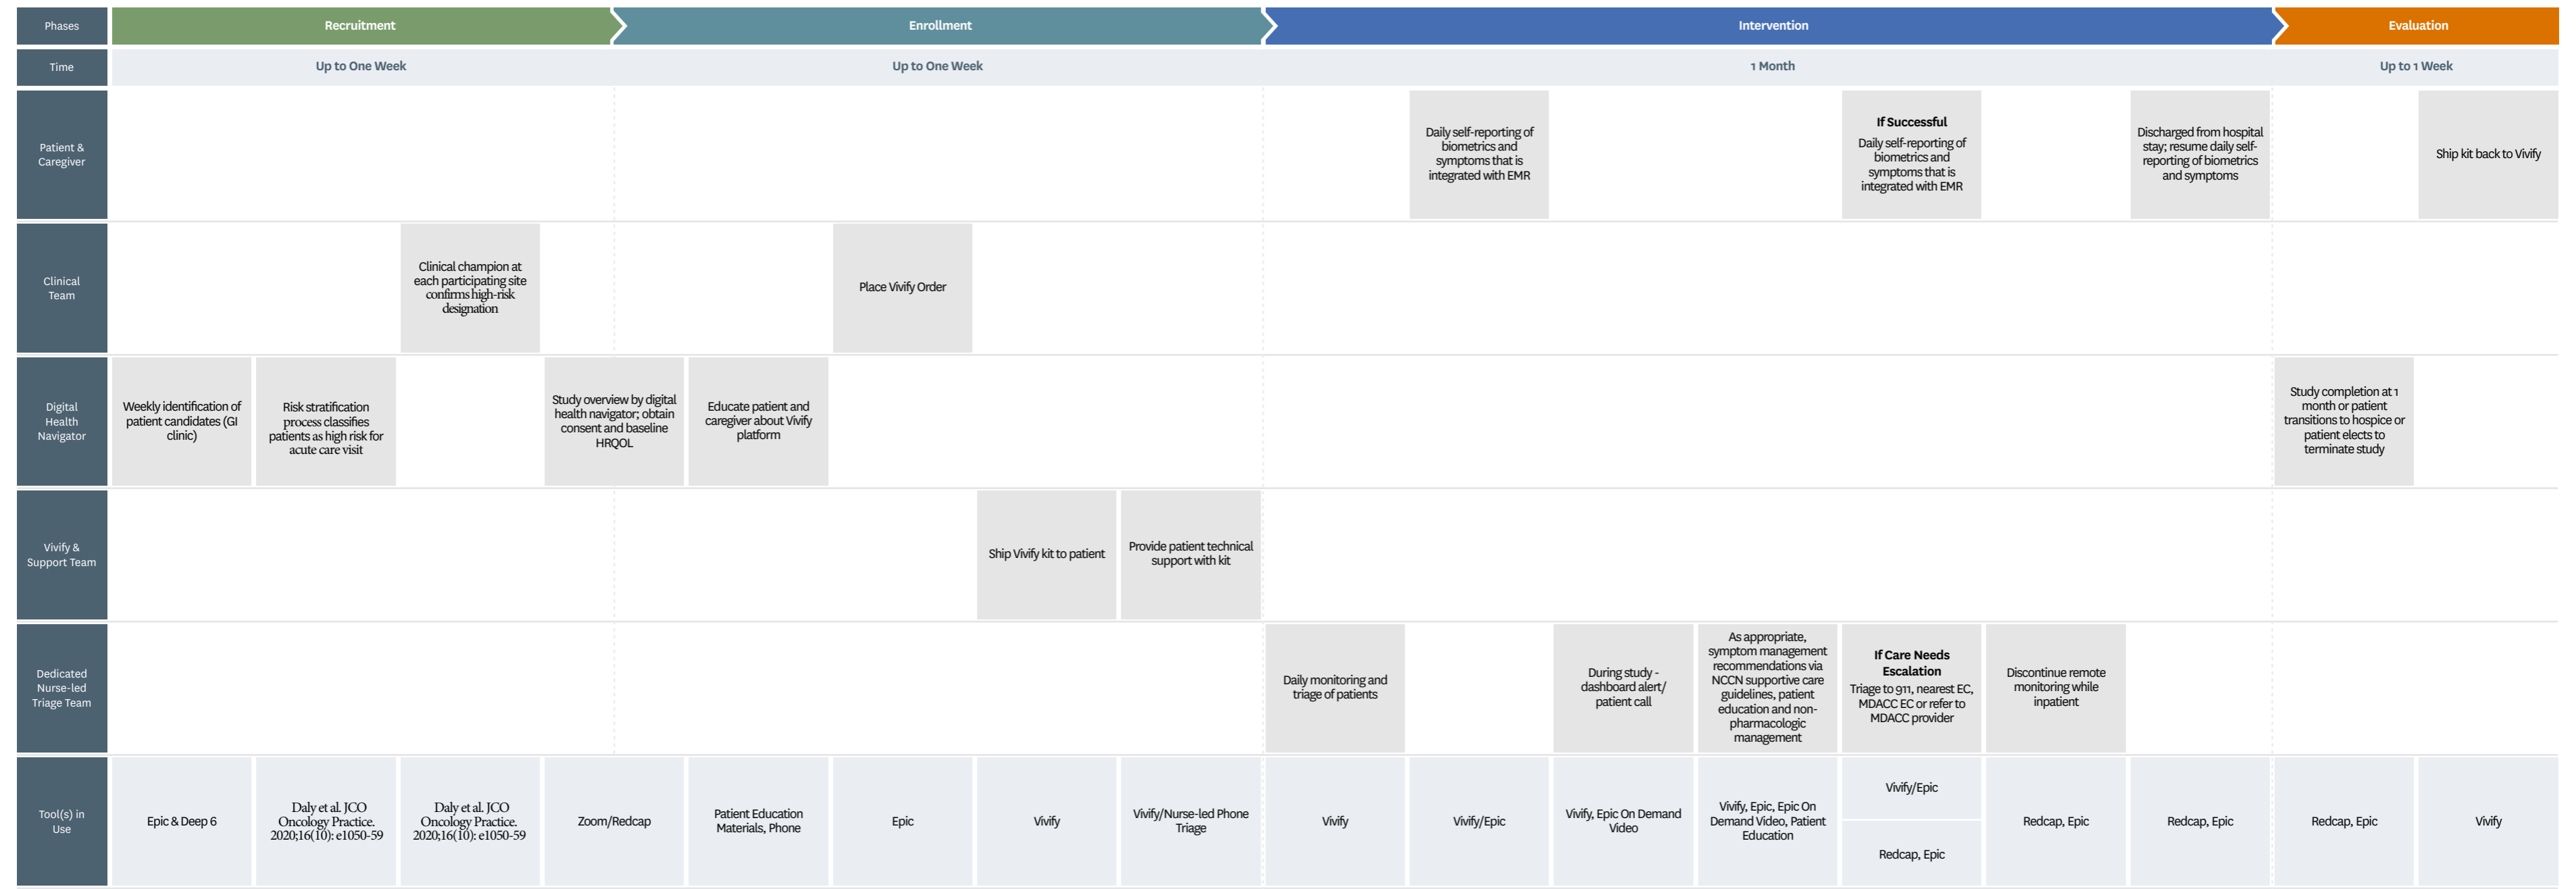 Phases
Recruitment
Enrollment
Intervention
Evaluation
Time
Up to One Week
Up to One Week
1 Month
Up to 1 Week
Patient &
Caregiver
Daily self-reporting of
biometrics and
symptoms that is
integrated with EMR
If Successful
Daily self-reporting of
biometrics and
symptoms that is
integrated with EMR
Discharged from hospital
stay; resume daily self-
reporting of biometrics
and symptoms
Ship kit back to Vivify
Clinical
Team
Clinical champion at
each participating site
confirms high-risk
designation
Place Vivify Order
Digital
Health
Navigator
Weekly identification of
patient candidates (GI
clinic)
Risk stratification
process classifies
patients as high risk for
acute care visit
Study overview by digital
health navigator; obtain
consent and baseline
HRQOL
Educate patient and
caregiver about Vivify
platform
Study completion at 1
month or patient
transitions to hospice or
patient elects to
terminate study
Vivify &
Support Team
Ship Vivify kit to patient
Provide patient technical
support with kit
Dedicated
Nurse-led
Triage Team
Daily monitoring and
triage of patients
During study -
dashboard alert/
patient call
As appropriate,
symptom management
recommendations via
NCCN supportive care
guidelines, patient
education and non-
pharmacologic
management
If Care Needs
Escalation
Triage to 911, nearest EC,
MDACC EC or refer to
MDACC provider
Discontinue remote
monitoring while
inpatient
Tool(s) in
Use
Epic & Deep 6
Daly et al. JCO
Oncology Practice.
2020;16(10): e1050-59
Daly et al. JCO
Oncology Practice.
2020;16(10): e1050-59
Zoom/Redcap
Patient Education
Materials, Phone
Epic
Vivify
Vivify/Nurse-led Phone
Triage
Vivify
Vivify/Epic
Vivify, Epic On Demand
Video
Vivify, Epic, Epic On
Demand Video, Patient
Education
Vivify/Epic
Redcap, Epic
Redcap, Epic
Redcap, Epic
Redcap, Epic
Vivify